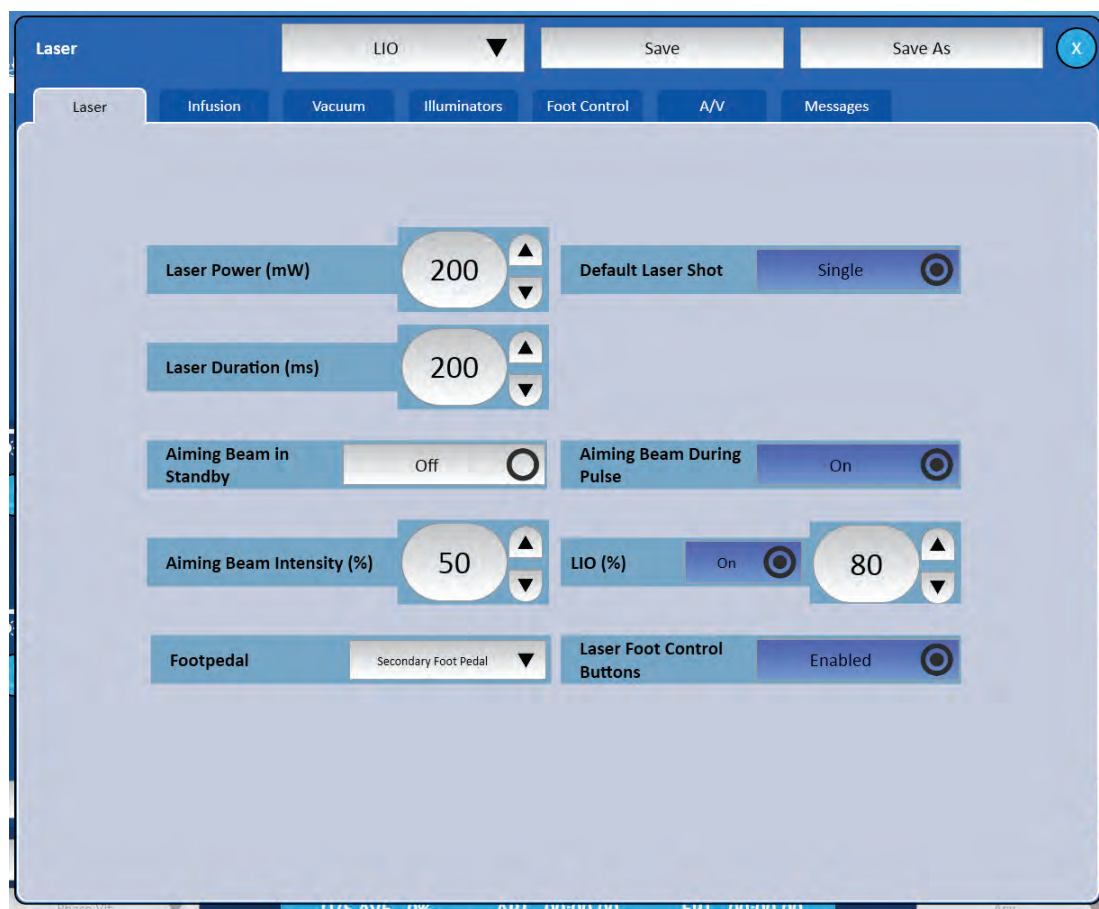 Laser LIO Save Save As X
Laser Infusion Vacuum Illuminators Foot Control A/V Messages
Laser Power (mW) 200 Default Laser Shot Single
Laser Duration (ms) 200
Aiming Beam in
Standby Off Aiming Beam During
Pulse On
Aiming Beam Intensity (%) 50 LIO (%) On 80
Footpedal Secondary Foot Pedal Laser Foot Control
Buttons Enabled